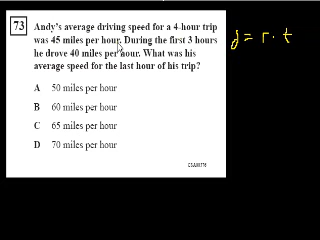 73
Andy's average driving speed for a 4-hour trip
was 45 miles per hour. During the first 3 hours
he drove 40 miles per hour. What was his
average speed for the last hour of his trip?
A 50 miles per hour
B 60 miles per hour
C 65 miles per hour
D 70 miles per hour
d = r · t